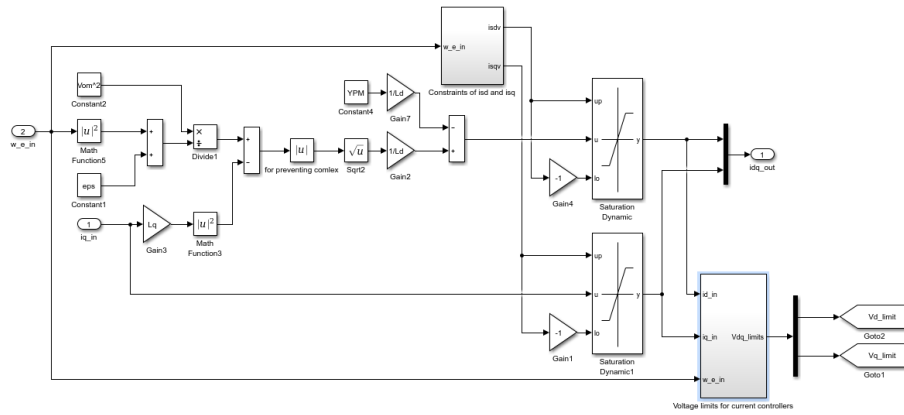 isdv
w_e_in
isqv
Constraints of isd and isq
Vom^2
Constant2
YPM
Constant4
1/Ld
Gain7
up
u
y
lo
Saturation
Dynamic
2
w_e_in
|u|²
Math
Function5
+
+
×
÷
Divide1
+
−
|u|
for preventing comlex
√u
Sqrt2
1/Ld
Gain2
−
+
1
idq_out
eps
Constant1
-1
Gain4
1
iq_in
Lq
Gain3
|u|²
Math
Function3
up
u
y
lo
Saturation
Dynamic1
-1
Gain1
id_in
iq_in
Vdq_limits
w_e_in
Voltage limits for current controllers
Vd_limit
Goto2
Vq_limit
Goto1